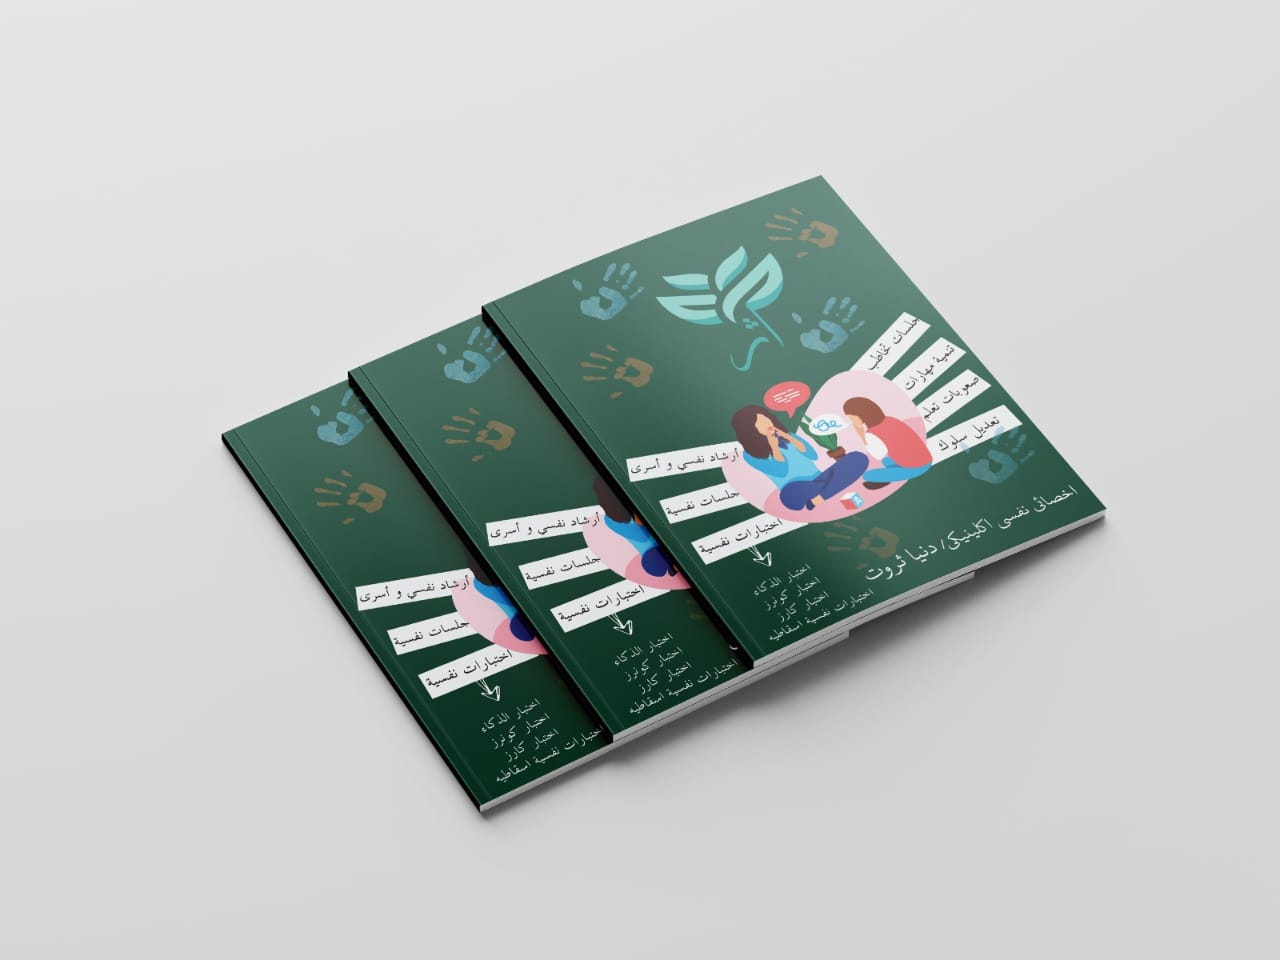 جلسات تخاطب
تنمية مهارات
صعوبات تعلم
تعديل سلوك
أرشاد نفسي و أسرى
جلسات نفسية
اختبارات نفسية
اختبار الذكاء
اختبار كونرز
اختبار كارز
اختبارات نفسية اسقاطيه
اخصائى نفسى اكلينيكى/ دنيا ثروت
A
أرشاد نفسي و أسرى
جلسات نفسية
اختبارات نفسية
اختبار الذكاء
اختبار كونرز
اختبار كارز
اختبارات نفسية اسقاطيه
أرشاد نفسي و أسرى
جلسات نفسية
اختبارات نفسية
اختبار الذكاء
اختبار كونرز
اختبار كارز
اختبارات نفسية اسقاطيه